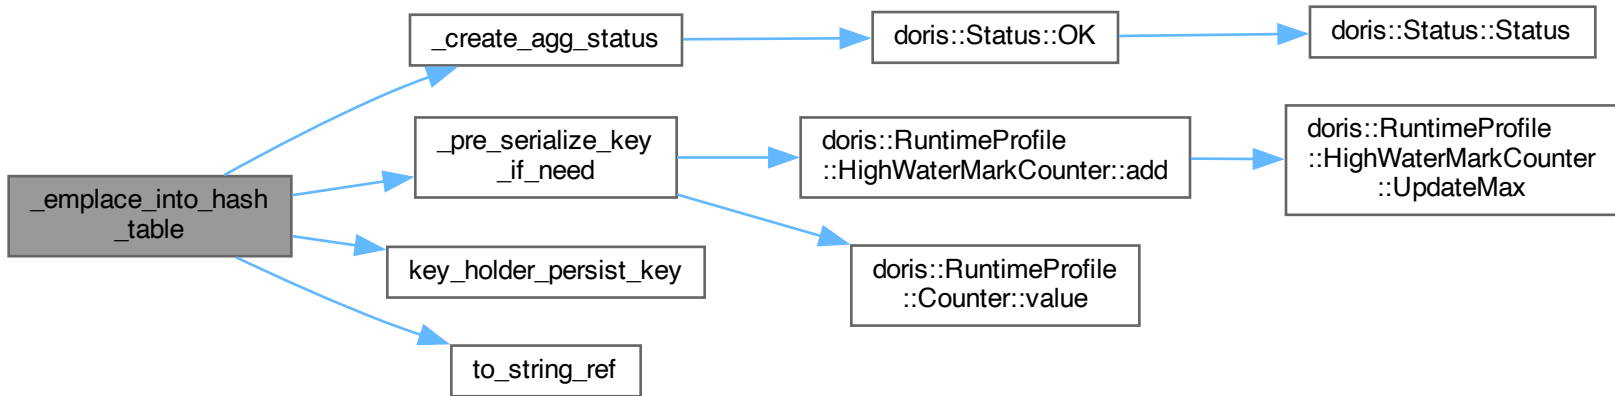 _emplace_into_hash
_table
_create_agg_status
doris::Status::OK
doris::Status::Status
_pre_serialize_key
_if_need
doris::RuntimeProfile
::HighWaterMarkCounter::add
doris::RuntimeProfile
::HighWaterMarkCounter
::UpdateMax
doris::RuntimeProfile
::Counter::value
key_holder_persist_key
to_string_ref